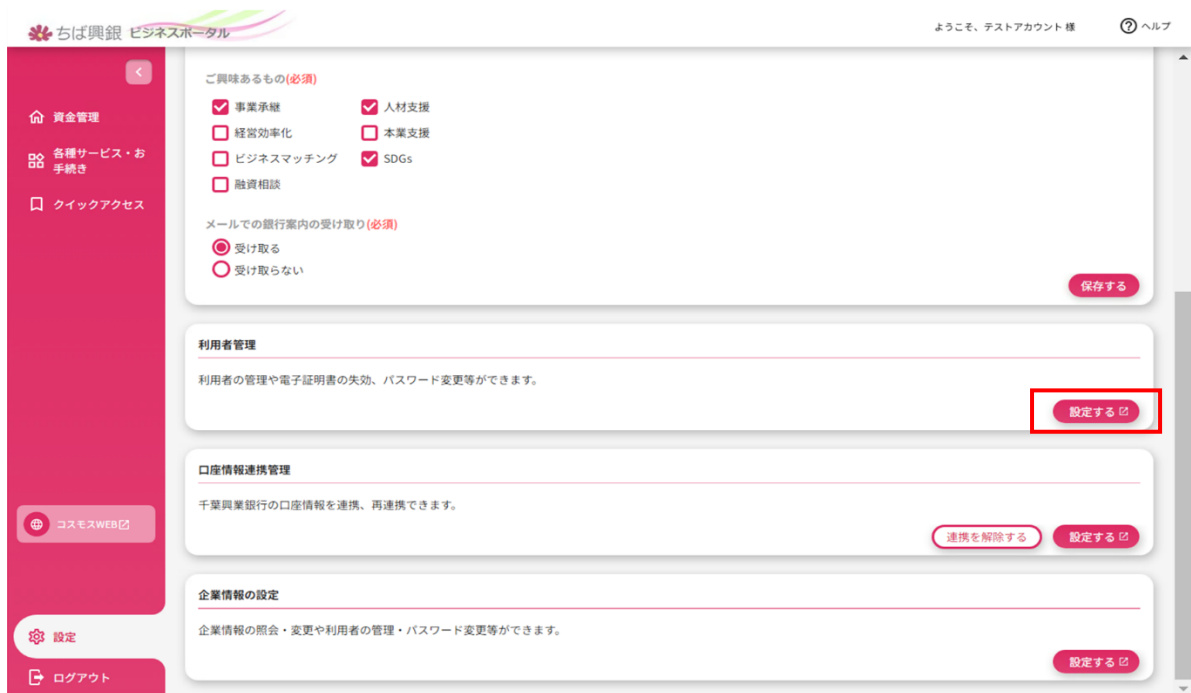 ちば興銀 ビジネスポータル
ようこそ、テストアカウント 様
ヘルプ
資金管理
各種サービス・お
手続き
クイックアクセス
コスモスWEB
設定
ログアウト
ご興味あるもの(必須)
事業承継 人材支援
経営効率化 本業支援
ビジネスマッチング SDGs
融資相談
メールでの銀行案内の受け取り(必須)
受け取る
受け取らない
保存する
利用者管理
利用者の管理や電子証明書の失効、パスワード変更等ができます。
設定する
口座情報連携管理
千葉興業銀行の口座情報を連携、再連携できます。
連携を解除する 設定する
企業情報の設定
企業情報の照会・変更や利用者の管理・パスワード変更等ができます。
設定する